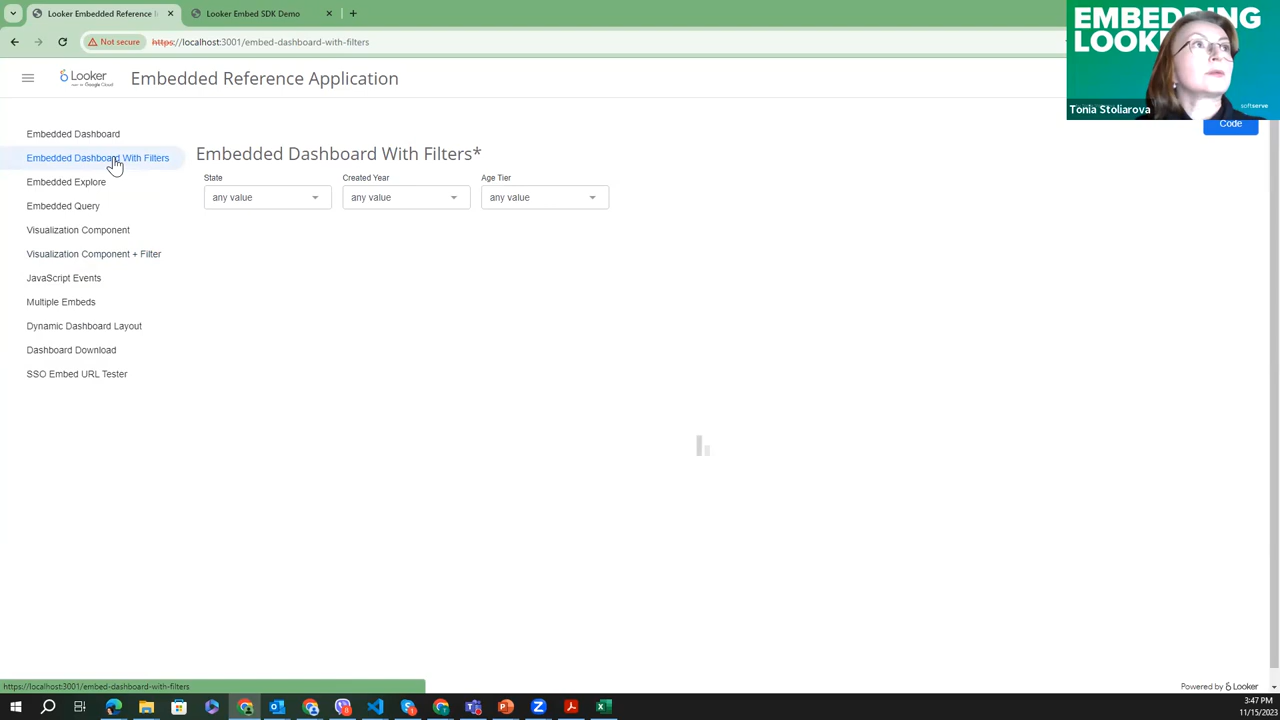 Looker Embedded Reference
Looker Embed SDK Demo
Not secure
https://localhost:3001/embed-dashboard-with-filters
EMBEDDING
LOOKE
Tonia Stoliarova
softserve
Looker
Embedded Reference Application
Code
Embedded Dashboard
Embedded Dashboard With Filters
Embedded Explore
Embedded Query
Visualization Component
Visualization Component + Filter
JavaScript Events
Multiple Embeds
Dynamic Dashboard Layout
Dashboard Download
SSO Embed URL Tester
Embedded Dashboard With Filters*
State
Created Year
Age Tier
any value
any value
any value
https://localhost:3001/embed-dashboard-with-filters
Powered by Looker
3:47 PM
11/15/2023